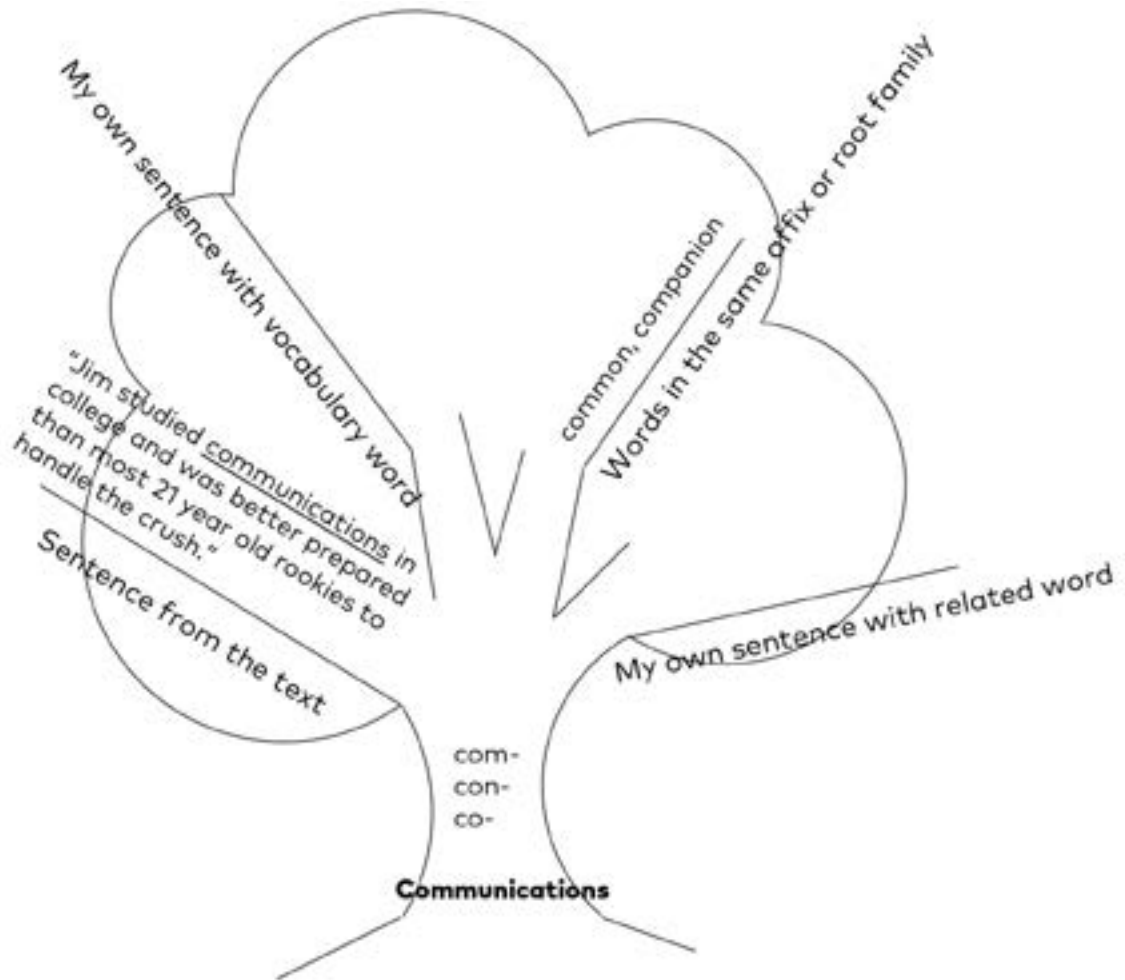 My own sentence with vocabulary word
common, companion
Words in the same affix or root family
“Jim studied communications in
college and was better prepared
than most 21 year old rookies to
handle the crush.”
Sentence from the text
My own sentence with related word
com-
con-
co-
Communications